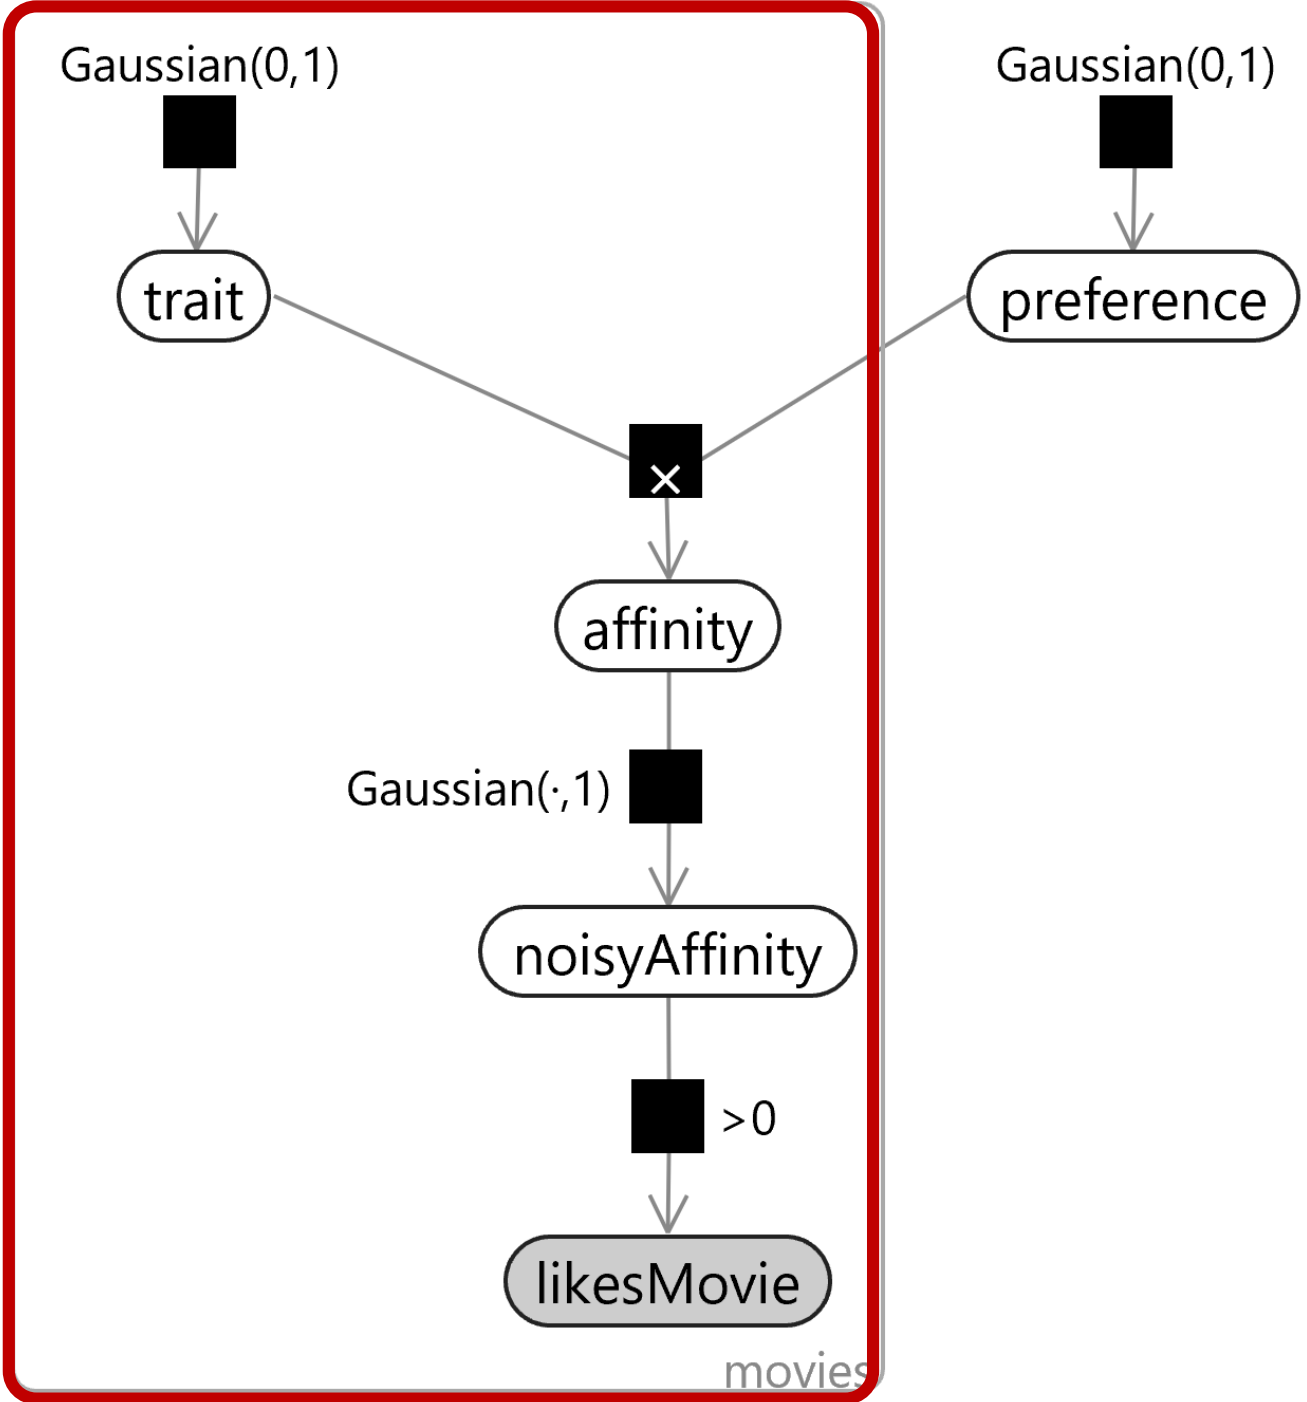 Gaussian(0,1)
Gaussian(0,1)
trait
preference
×
affinity
Gaussian(·,1)
noisyAffinity
>0
likesMovie
movies